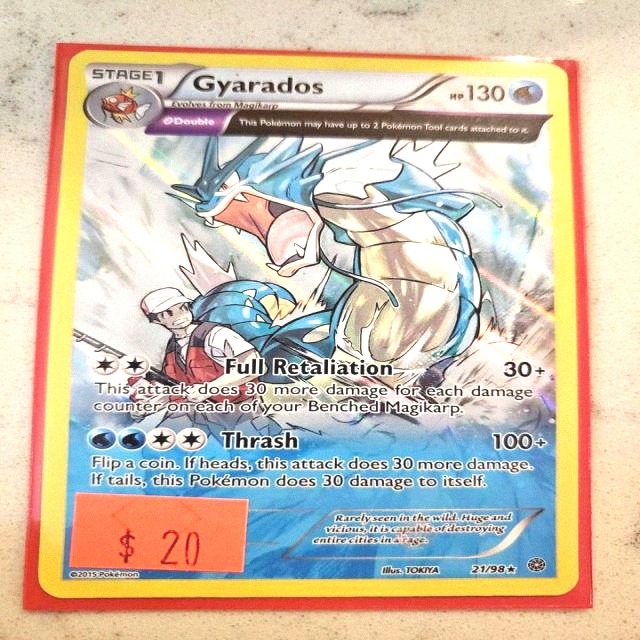 STAGE1
Gyarados
HP130
Evolves from Magikarp
Double
This Pokémon may have up to 2 Pokémon Tool cards attached to it.
Full Retaliation 30+
This attack does 30 more damage for each damage
counter on each of your Benched Magikarp.
Thrash 100+
Flip a coin. If heads, this attack does 30 more damage.
If tails, this Pokémon does 30 damage to itself.
Rarely seen in the wild. Huge and
vicious, it is capable of destroying
entire cities in a rage.
$ 20
©2015 Pokémon
Illus. TOKIYA
21/98★